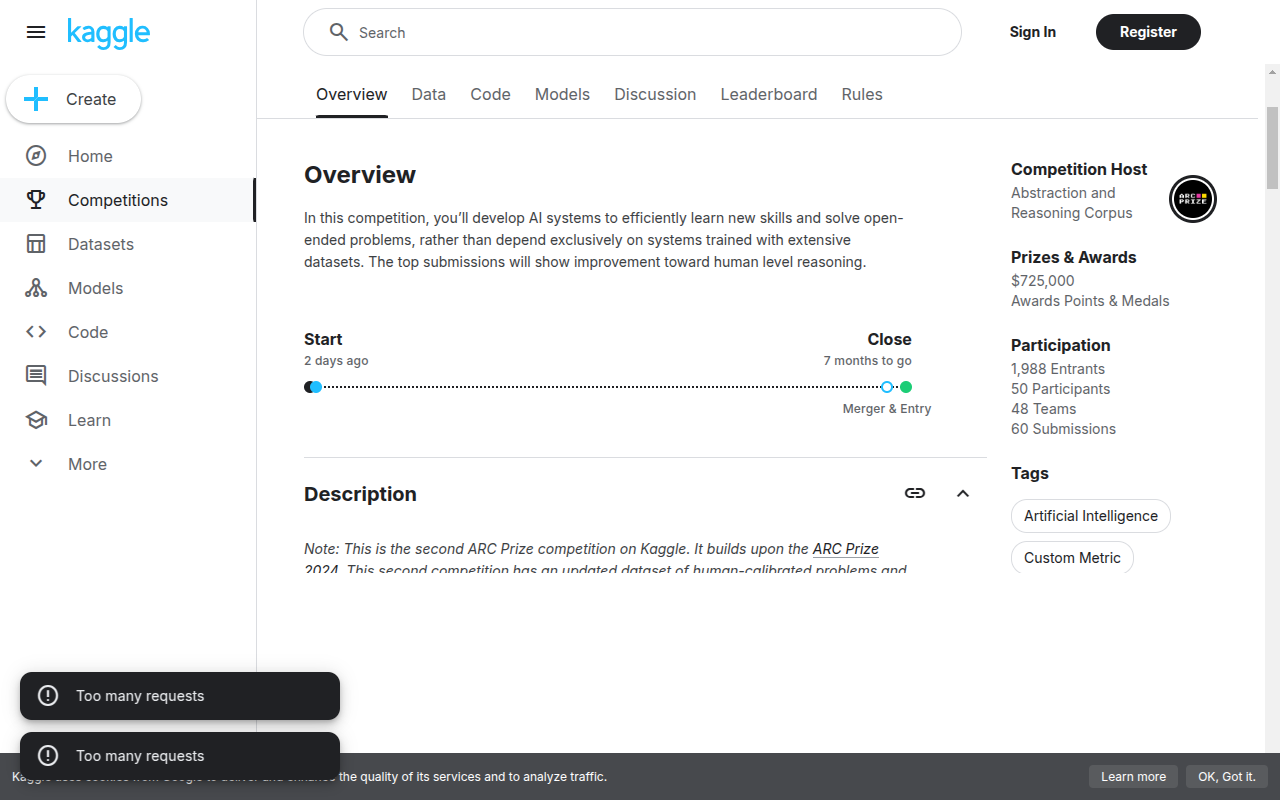 kaggle
Search
Sign In
Register
Create
Home
Competitions
Datasets
Models
Code
Discussions
Learn
More
Overview
Data
Code
Models
Discussion
Leaderboard
Rules
Overview
In this competition, you’ll develop AI systems to efficiently learn new skills and solve open-
ended problems, rather than depend exclusively on systems trained with extensive
datasets. The top submissions will show improvement toward human level reasoning.
Start
2 days ago
Close
7 months to go
Merger & Entry
Description
Note: This is the second ARC Prize competition on Kaggle. It builds upon the ARC Prize
2024. This second competition has an updated dataset of human-calibrated problems and
Competition Host
Abstraction and
Reasoning Corpus
ARC
PRIZE
Prizes & Awards
$725,000
Awards Points & Medals
Participation
1,988 Entrants
50 Participants
48 Teams
60 Submissions
Tags
Artificial Intelligence
Custom Metric
Too many requests
Too many requests
the quality of its services and to analyze traffic.
Learn more
OK, Got it.